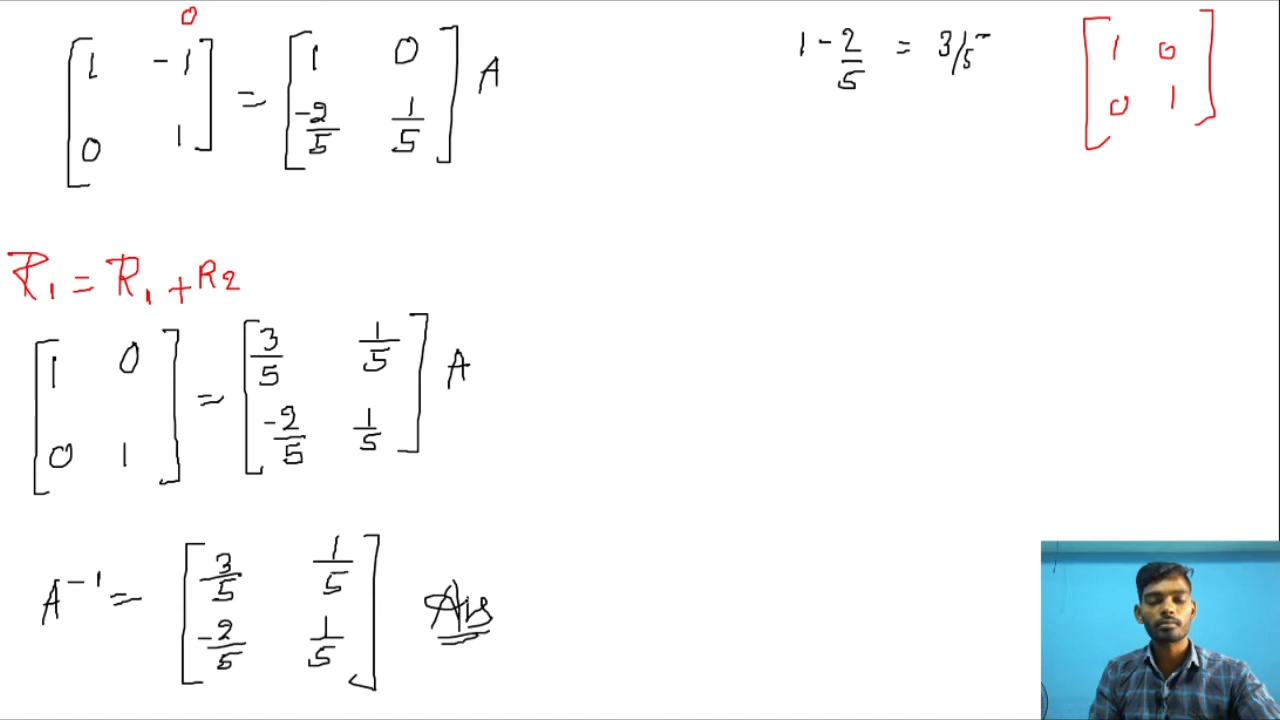 0
[1 -1; 0 1] = [1 0; -2/5 1/5] A
1 - 2/5 = 3/5
[1 0; 0 1]
R1 = R1 + R2
[1 0; 0 1] = [3/5 1/5; -2/5 1/5] A
A^-1 = [3/5 1/5; -2/5 1/5] Ans